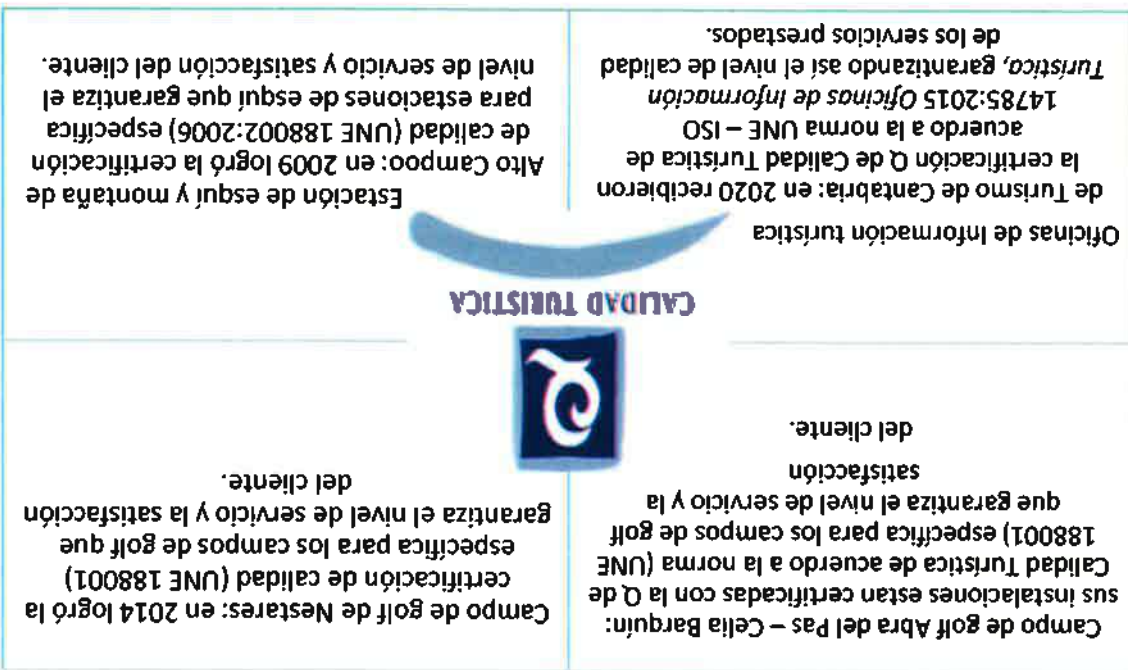 Campo de golf de Nestares: en 2014 logró la
certificación de calidad (UNE 188001)
específica para los campos de golf que
garantiza el nivel de servicio y la satisfacción
del cliente.
Campo de golf Abra del Pas – Celia Barquín:
sus instalaciones estan certificadas con la Q de
Calidad Turística de acuerdo a la norma (UNE
188001) específica para los campos de golf
que garantiza el nivel de servicio y la
satisfacción
del cliente.
Q
CALIDAD TURISTICA
Estación de esquí y montaña de
Alto Campoo: en 2009 logró la certificación
de calidad (UNE 188002:2006) específica
para estaciones de esquí que garantiza el
nivel de servicio y satisfacción del cliente.
Oficinas de Información turística
de Turismo de Cantabria: en 2020 recibieron
la certificación Q de Calidad Turística de
acuerdo a la norma UNE – ISO
14785:2015 Oficinas de Información
Turística, garantizando así el nivel de calidad
de los servicios prestados.